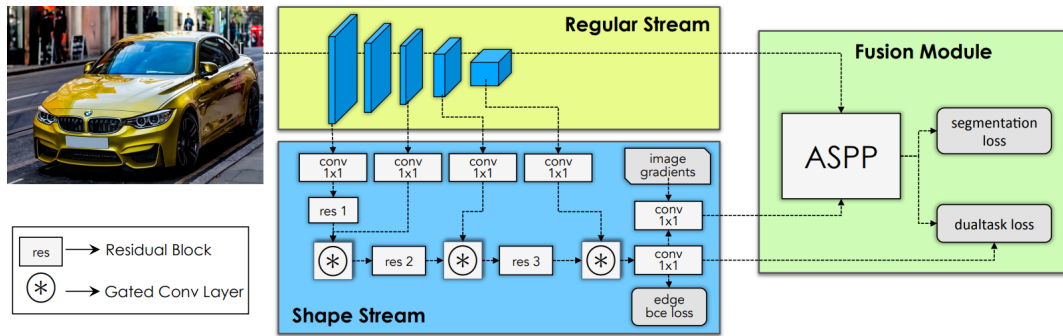 Regular Stream
Fusion Module
segmentation
loss
ASPP
dualtask loss
conv
1x1
conv
1x1
conv
1x1
conv
1x1
image
gradients
res 1
conv
1x1
res 2
res 3
conv
1x1
edge
bce loss
Shape Stream
res
Residual Block
Gated Conv Layer